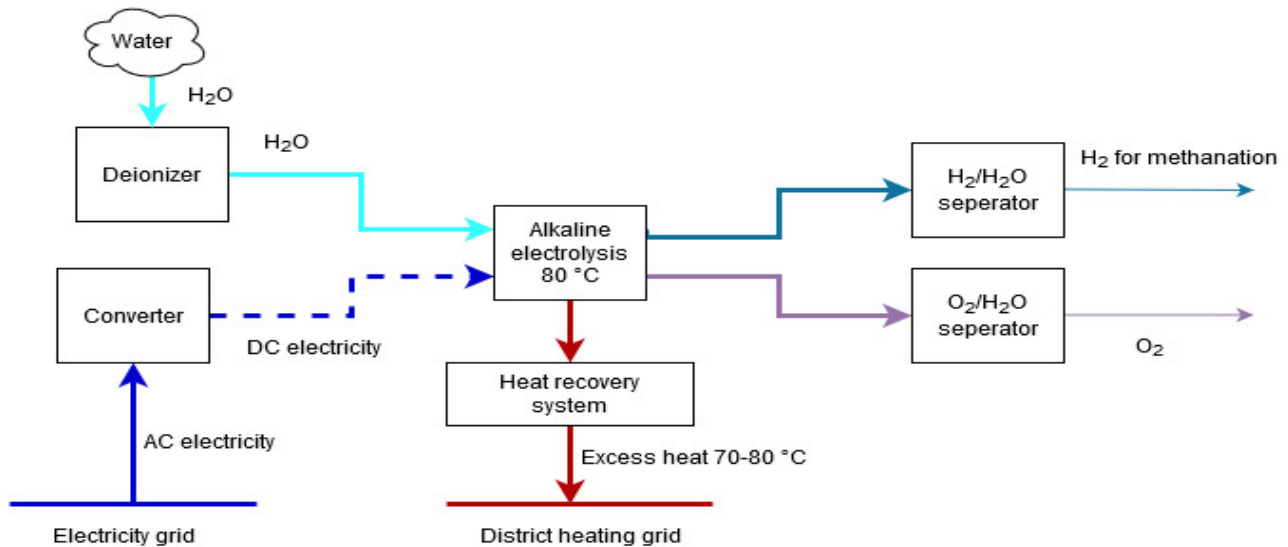 Water
H₂O
Deionizer
H₂O
H₂/H₂O
seperator
H₂ for methanation
Alkaline
electrolysis
80 °C
Converter
DC electricity
O₂/H₂O
seperator
O₂
Heat recovery
system
AC electricity
Excess heat 70-80 °C
Electricity grid
District heating grid